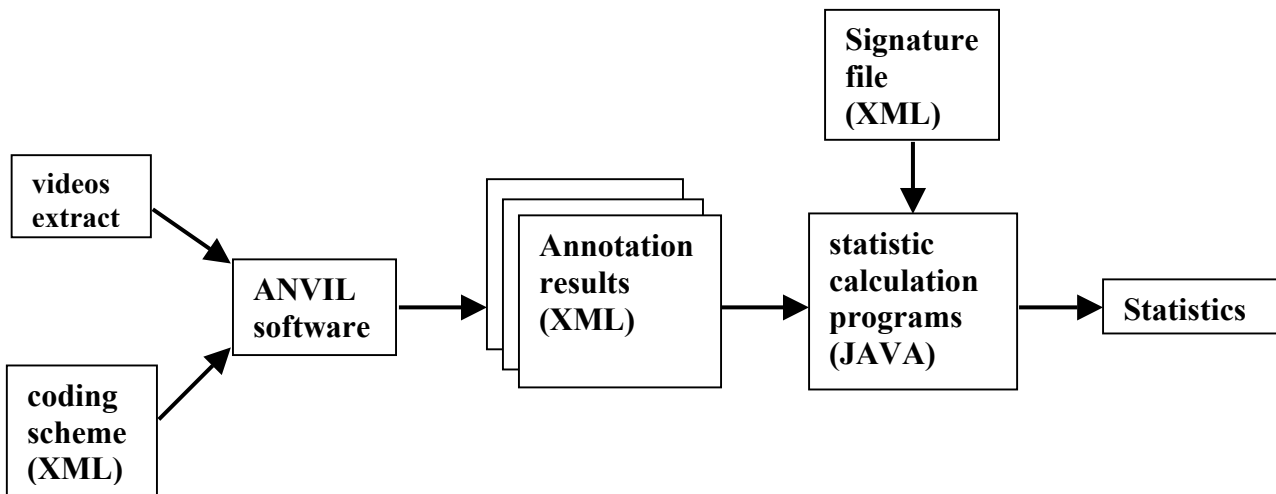 Signature
file
(XML)
videos
extract
ANVIL
software
coding
scheme
(XML)
Annotation
results
(XML)
statistic
calculation
programs
(JAVA)
Statistics